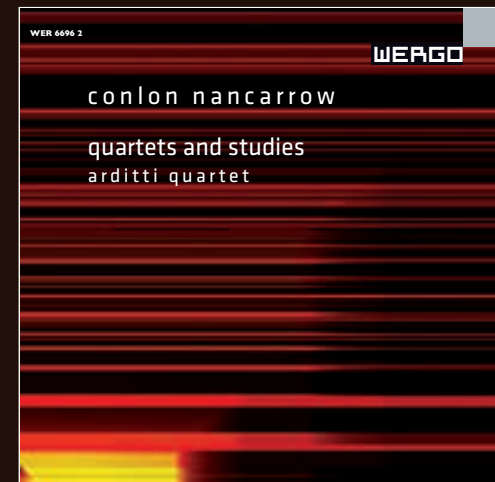 WER 6696 2
WERGO
conlon nancarrow
quartets and studies
arditti quartet